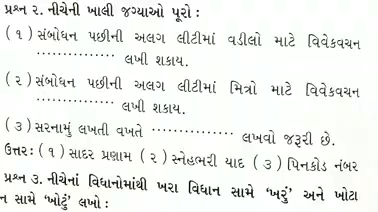 પ્રશ્ન ૨. નીચેની ખાલી જગ્યાઓ પૂરો :
(૧) સંબોધન પછીની અલગ લીટીમાં વડીલો માટે વિવેકવચન
............... લખી શકાય.
(૨) સંબોધન પછીની અલગ લીટીમાં મિત્રો માટે વિવેકવચન
............... લખી શકાય.
(૩) સરનામું લખતી વખતે ............... લખવો જરૂરી છે.
ઉત્તર: (૧) સાદર પ્રણામ (૨) સ્નેહભરી યાદ (૩) પિનકોડ નંબર
પ્રશ્ન ૩. નીચેનાં વિધાનોમાંથી ખરા વિધાન સામે ‘ખરું’ અને ખોટા
ન સામે ‘ખોટું’ લખો :